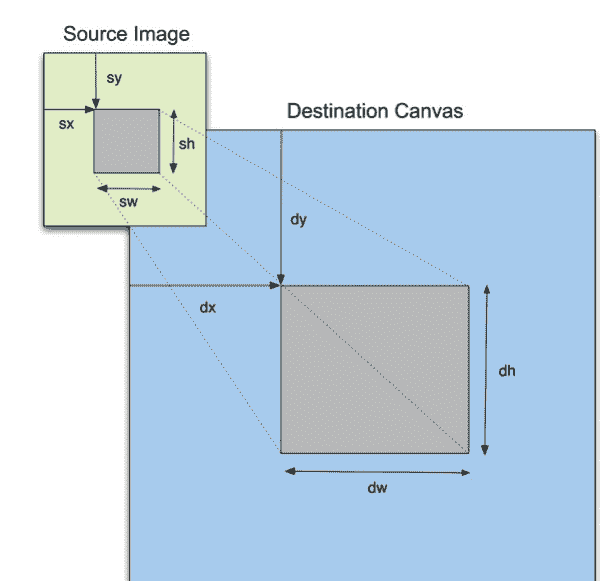 Source Image
sy
sx
sh
sw
Destination Canvas
dy
dx
dh
dw